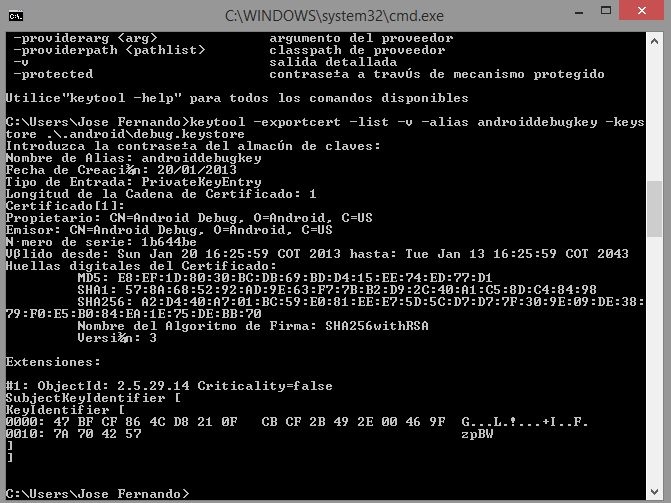 C:\WINDOWS\system32\cmd.exe
-providerarg <arg> argumento del proveedor
-providerpath <pathlist> classpath de proveedor
-v salida detallada
-protected contrase±a a travÚs de mecanismo protegido
Utilice"keytool -help" para todos los comandos disponibles
C:\Users\Jose Fernando>keytool -exportcert -list -v -alias androiddebugkey -keys
tore .\.android\debug.keystore
Introduzca la contrase±a del almacÚn de claves:
Nombre de Alias: androiddebugkey
Fecha de Creaci¾n: 20/01/2013
Tipo de Entrada: PrivateKeyEntry
Longitud de la Cadena de Certificado: 1
Certificado[1]:
Propietario: CN=Android Debug, O=Android, C=US
Emisor: CN=Android Debug, O=Android, C=US
N·mero de serie: 1b644be
Vßlido desde: Sun Jan 20 16:25:59 COT 2013 hasta: Tue Jan 13 16:25:59 COT 2043
Huellas digitales del Certificado:
MD5: E8:EF:1D:80:30:BC:DB:69:BD:D4:15:EE:74:ED:77:D1
SHA1: 57:8A:68:52:92:AD:9E:63:F7:7B:B2:D9:2C:40:A1:C5:8D:C4:84:98
SHA256: A2:D4:40:A7:01:BC:59:E0:81:EE:E7:5D:5C:D7:D7:7F:30:9E:09:DE:38:
79:F0:E5:B0:84:EA:1E:75:DE:BB:70
Nombre del Algoritmo de Firma: SHA256withRSA
Versi¾n: 3
Extensiones:
#1: ObjectId: 2.5.29.14 Criticality=false
SubjectKeyIdentifier [
KeyIdentifier [
0000: 47 BF CF 86 4C D8 21 0F CB CF 2B 49 2E 00 46 9F G...L.!...+I..F.
0010: 7A 70 42 57 zpBW
]
]
C:\Users\Jose Fernando>